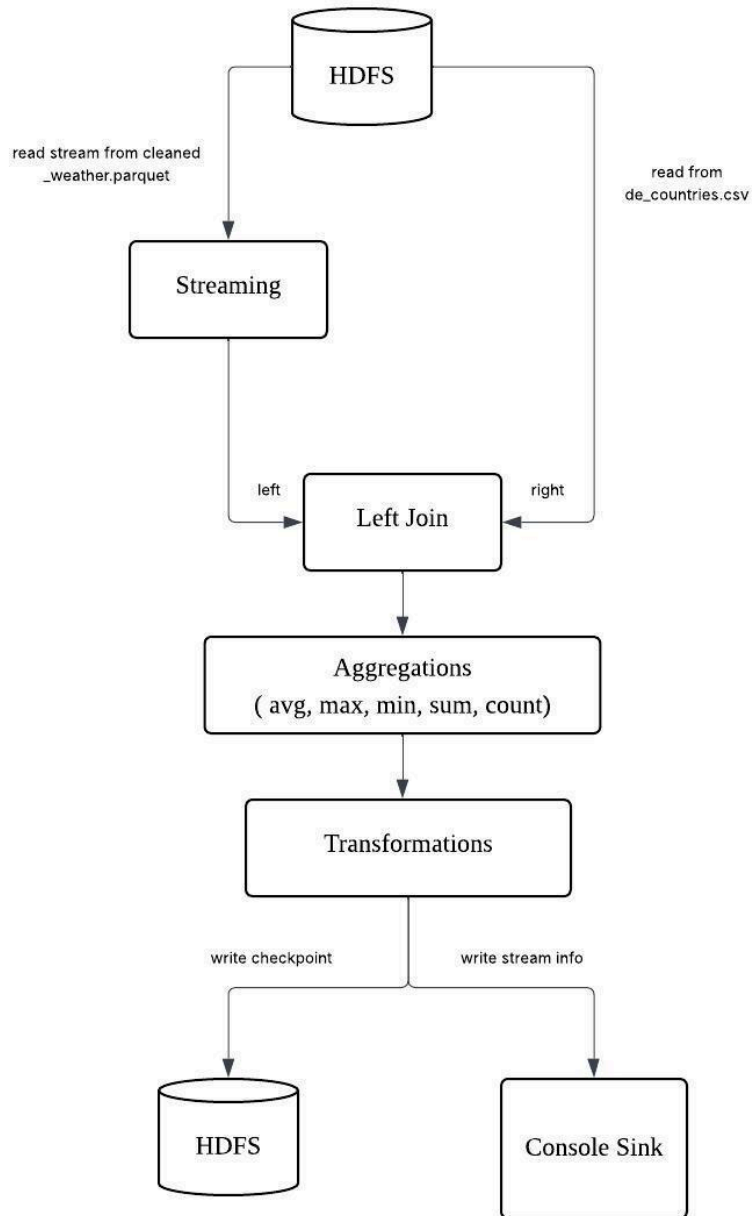 HDFS
read stream from cleaned
_weather.parquet
read from
de_countries.csv
Streaming
left
right
Left Join
Aggregations
( avg, max, min, sum, count)
Transformations
write checkpoint
write stream info
HDFS
Console Sink